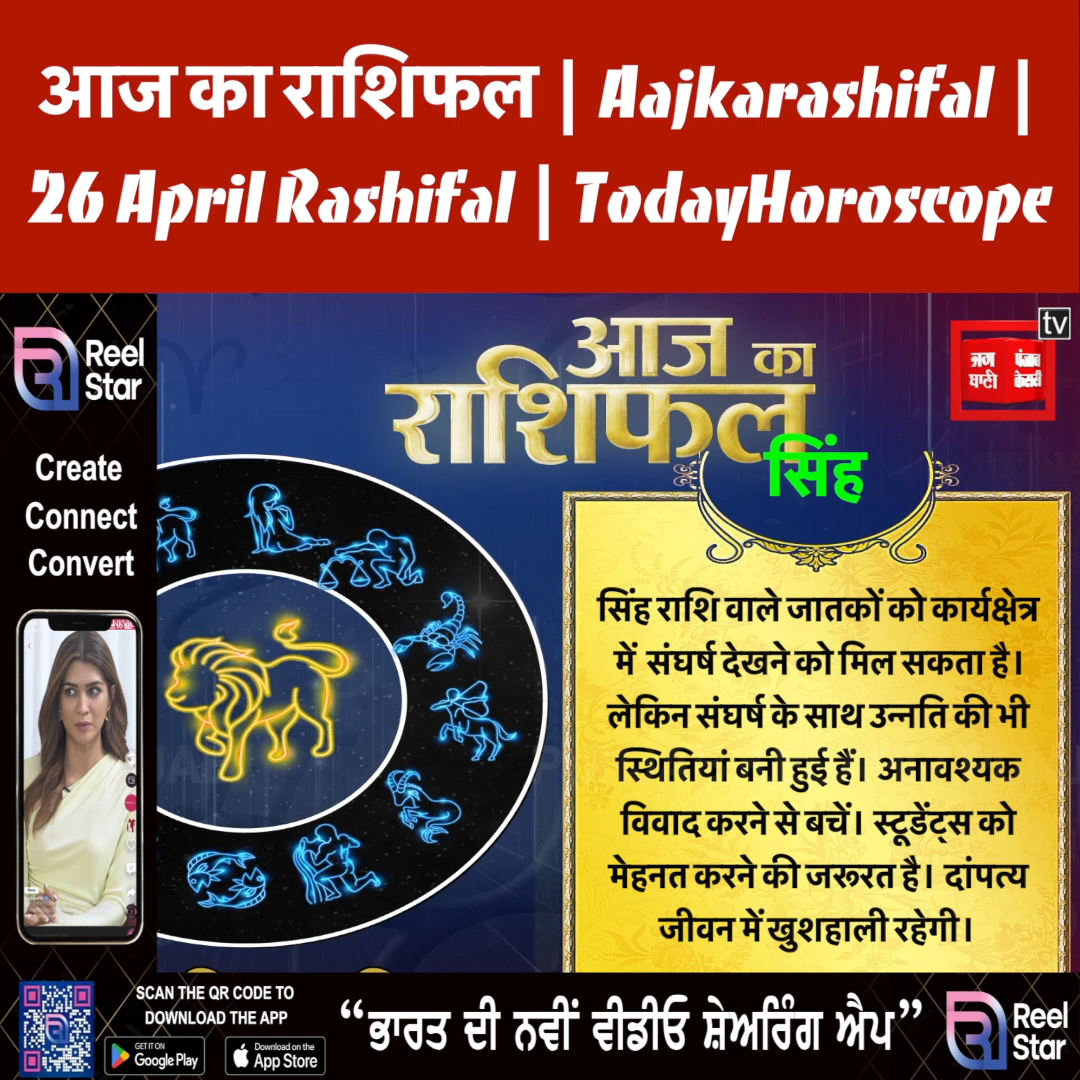 आज का राशिफल | Aajkarashifal |
26 April Rashifal | TodayHoroscope
Reel
Star
Create
Connect
Convert
आज का
राशिफल
tv
जग
बाणी
पंजाब
केसरी
सिंह
सिंह राशि वाले जातकों को कार्यक्षेत्र
में संघर्ष देखने को मिल सकता है।
लेकिन संघर्ष के साथ उन्नति की भी
स्थितियां बनी हुई हैं। अनावश्यक
विवाद करने से बचें। स्टूडेंट्स को
मेहनत करने की जरूरत है। दांपत्य
जीवन में खुशहाली रहेगी।
SCAN THE QR CODE TO
DOWNLOAD THE APP
GET IT ON
Google Play
Download on the
App Store
“ਭਾਰਤ ਦੀ ਨਵੀਂ ਵੀਡੀਓ ਸ਼ੇਅਰਿੰਗ ਐਪ”
Reel
Star